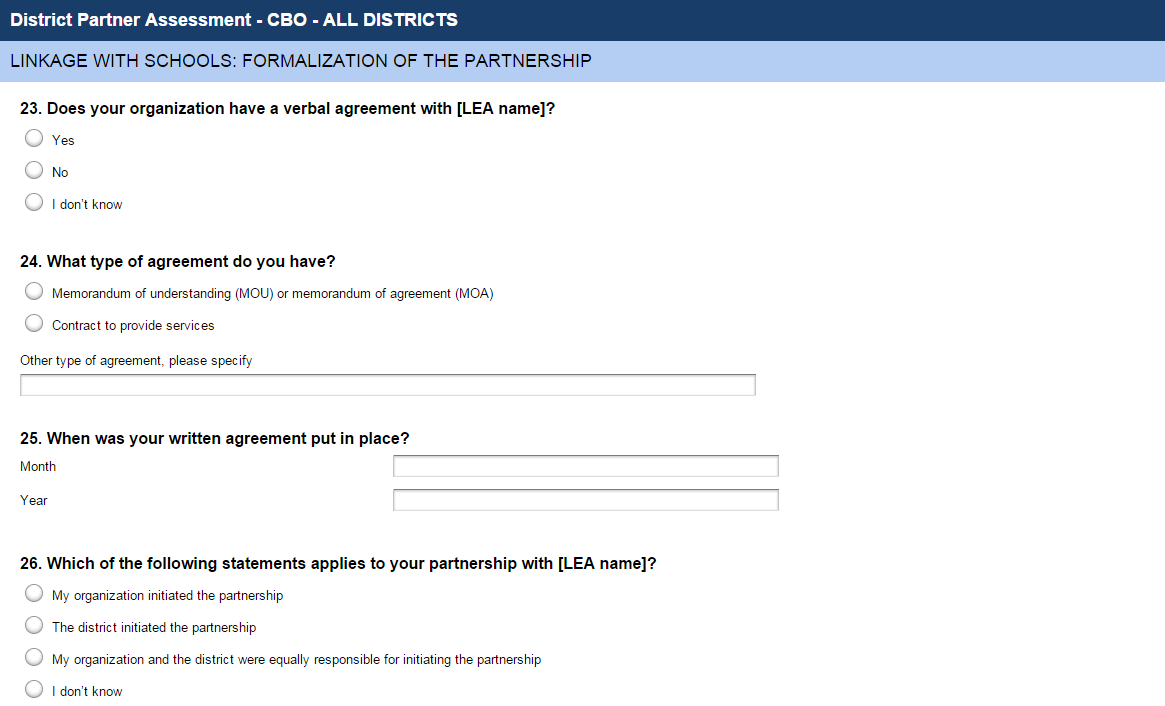 District Partner Assessment - CBO - ALL DISTRICTS
LINKAGE WITH SCHOOLS: FORMALIZATION OF THE PARTNERSHIP
23. Does your organization have a verbal agreement with [LEA name]?
Yes
No
I don't know
24. What type of agreement do you have?
Memorandum of understanding (MOU) or memorandum of agreement (MOA)
Contract to provide services
Other type of agreement, please specify
25. When was your written agreement put in place?
Month
Year
26. Which of the following statements applies to your partnership with [LEA name]?
My organization initiated the partnership
The district initiated the partnership
My organization and the district were equally responsible for initiating the partnership
I don't know